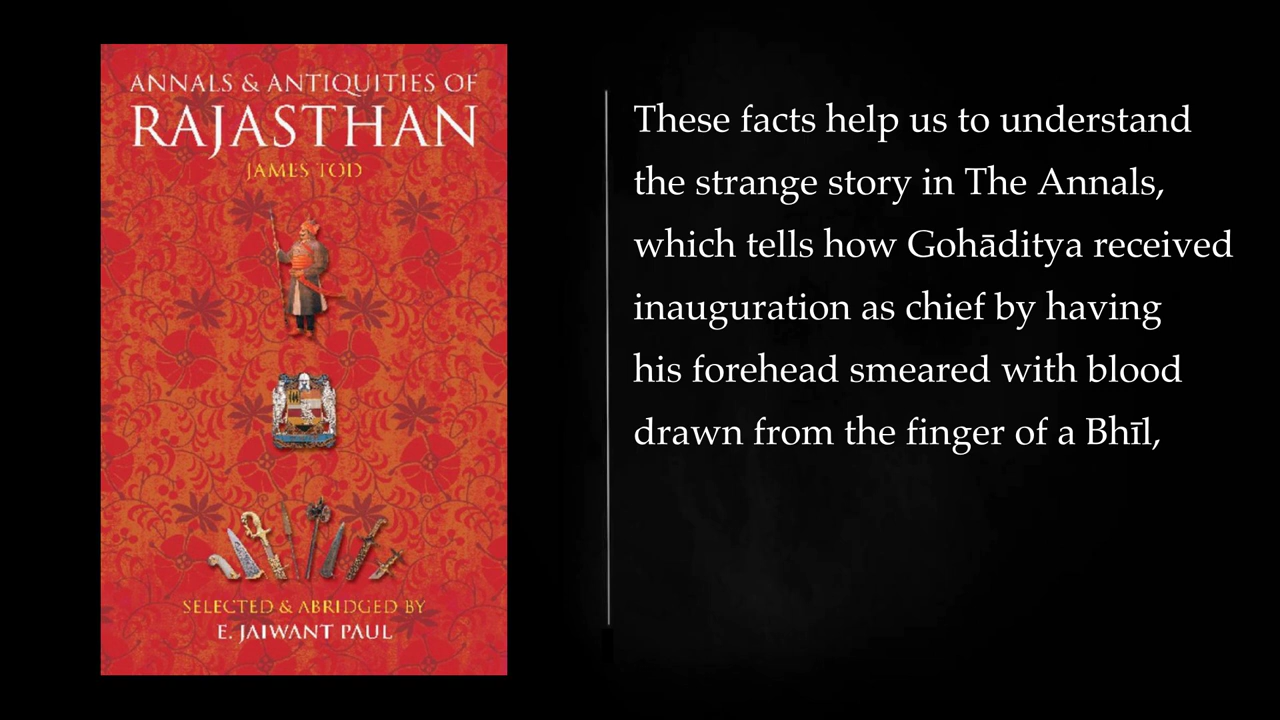 ANNALS & ANTIQUITIES OF
RAJASTHAN
JAMES TOD
SELECTED & ABRIDGED BY
E. JAIWANT PAUL
These facts help us to understand
the strange story in The Annals,
which tells how Gohāditya received
inauguration as chief by having
his forehead smeared with blood
drawn from the finger of a Bhīl,